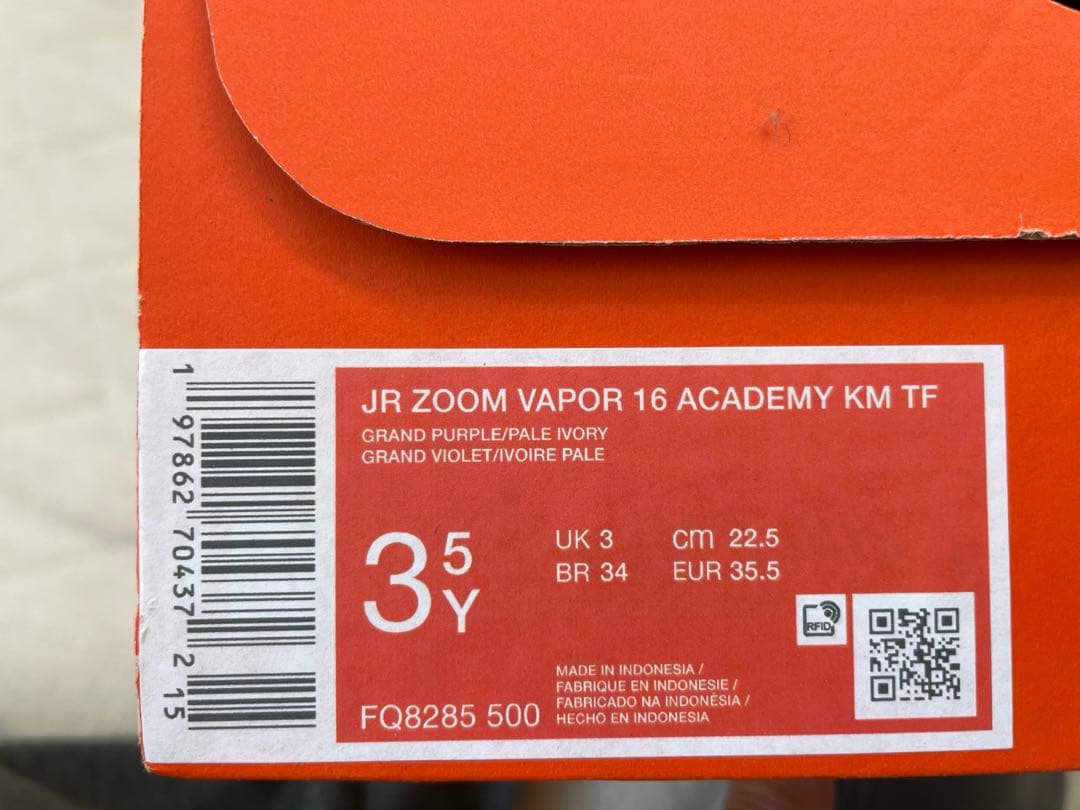 1 97862 70437 2 15
JR ZOOM VAPOR 16 ACADEMY KM TF
GRAND PURPLE/PALE IVORY
GRAND VIOLET/IVOIRE PALE
3 5 Y
UK 3 cm 22.5
BR 34 EUR 35.5
RFID
MADE IN INDONESIA /
FABRIQUE EN INDONESIE /
FABRICADO NA INDONÉSIA /
HECHO EN INDONESIA
FQ8285 500